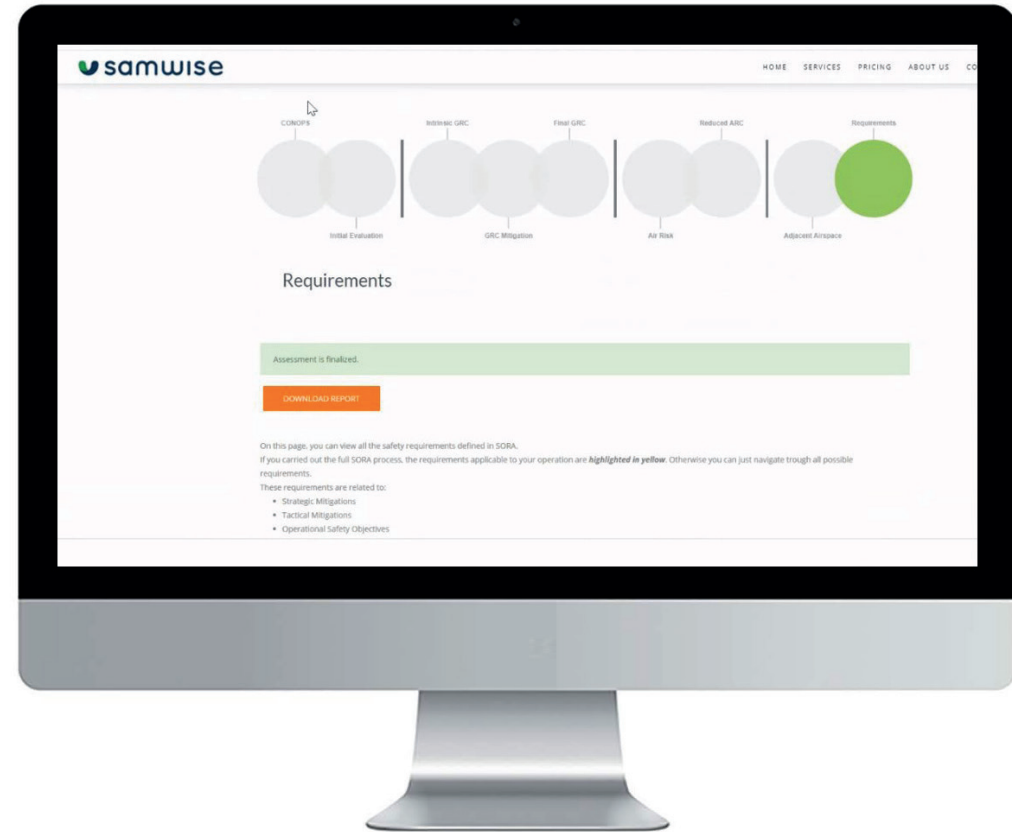 samwise
HOME SERVICES PRICING ABOUT US CO
CONOPS Intrinsic GRC Final GRC Reduced ARC Requirements
Initial Evaluation GRC Mitigation Air Risk Adjacent Airspace
Requirements
Assessment is finalized.
DOWNLOAD REPORT
On this page, you can view all the safety requirements defined in SORA.
If you carried out the full SORA process, the requirements applicable to your operation are highlighted in yellow. Otherwise you can just navigate trough all possible
requirements.
These requirements are related to:
• Strategic Mitigations
• Tactical Mitigations
• Operational Safety Objectives